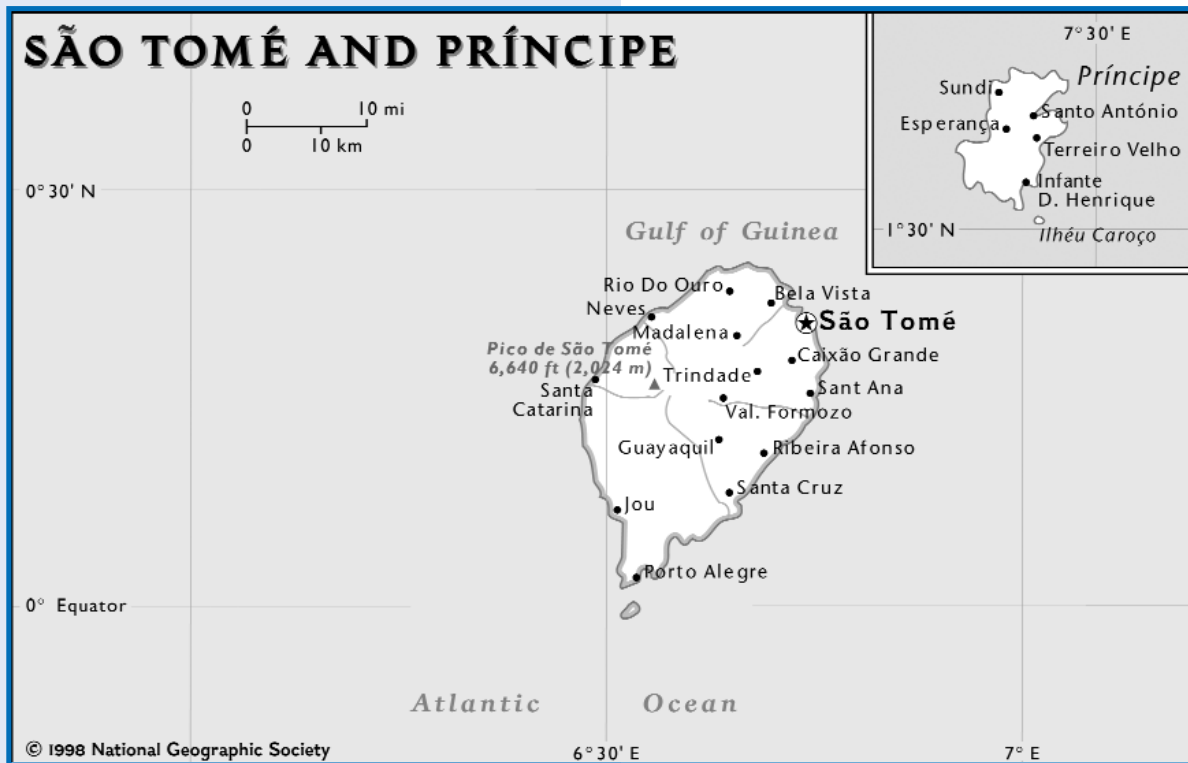 SÃO TOMÉ AND PRÍNCIPE
0 10 mi
0 10 km
7°30' E
Príncipe
Sundi
Santo António
Esperança
Terreiro Velho
Infante
D. Henrique
1°30' N
Ilhéu Caroço
0°30' N
Gulf of Guinea
Rio Do Ouro
Bela Vista
Neves
São Tomé
Madalena
Pico de São Tomé
6,640 ft (2,024 m)
Caixão Grande
Trindade
Santa
Catarina
Sant Ana
Val. Formozo
Guayaquil
Ribeira Afonso
Santa Cruz
Jou
Porto Alegre
0° Equator
Atlantic Ocean
© 1998 National Geographic Society
6°30' E
7° E